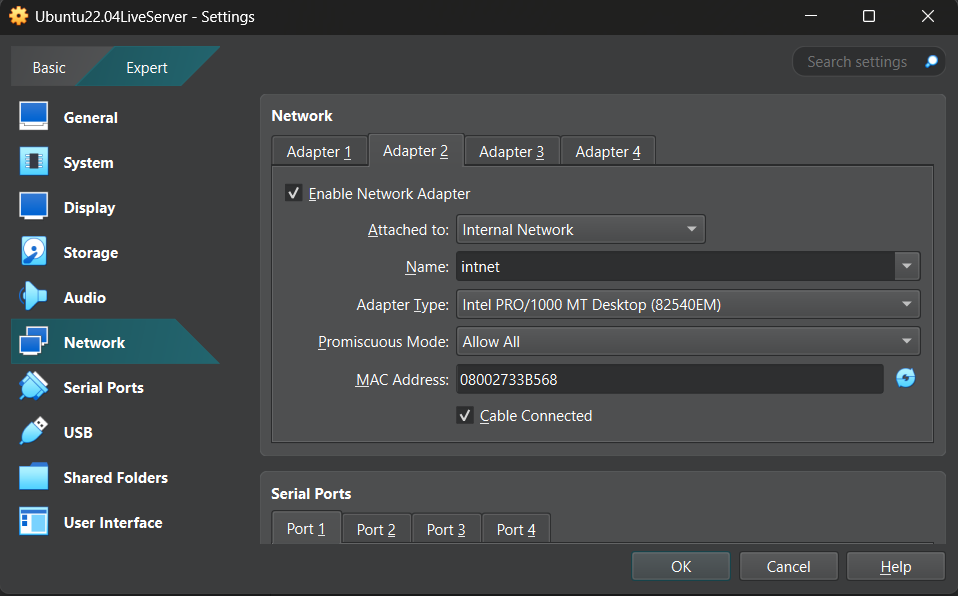 Ubuntu22.04LiveServer - Settings
Basic
Expert
Search settings
General
System
Display
Storage
Audio
Network
Serial Ports
USB
Shared Folders
User Interface
Network
Adapter 1
Adapter 2
Adapter 3
Adapter 4
Enable Network Adapter
Attached to: Internal Network
Name: intnet
Adapter Type: Intel PRO/1000 MT Desktop (82540EM)
Promiscuous Mode: Allow All
MAC Address: 08002733B568
Cable Connected
Serial Ports
Port 1
Port 2
Port 3
Port 4
OK
Cancel
Help